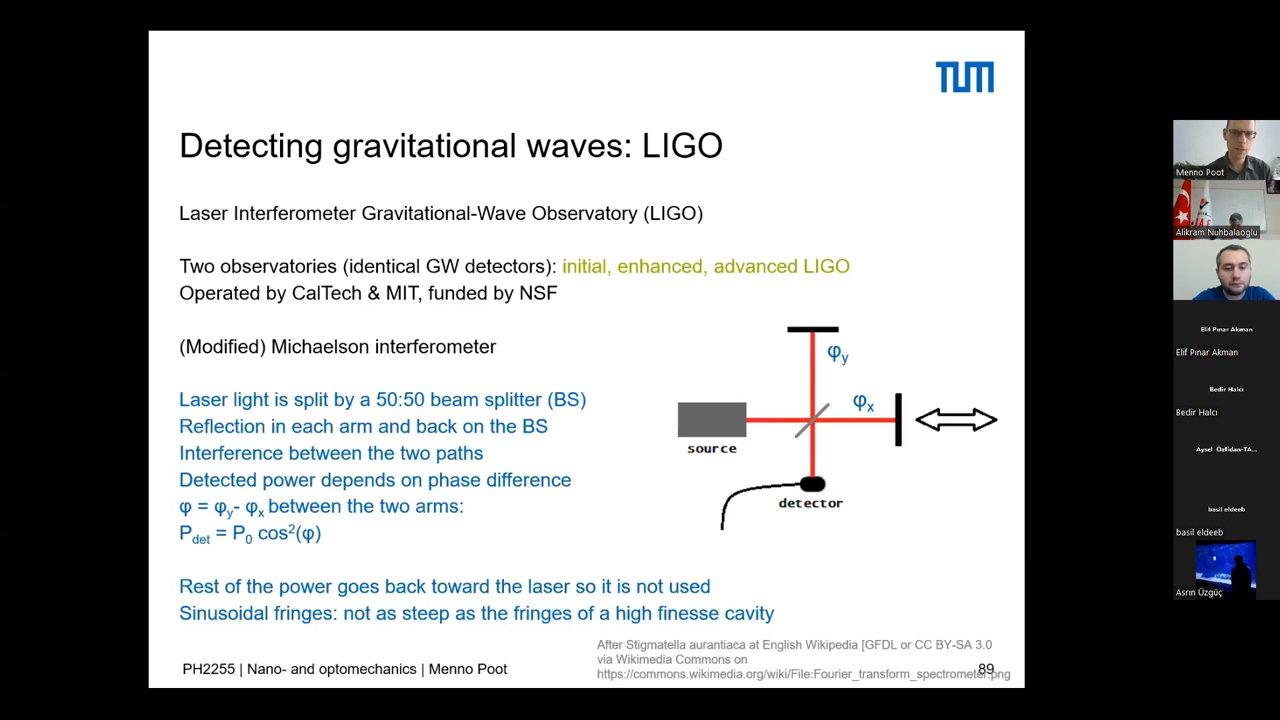 TUM
Detecting gravitational waves: LIGO
Laser Interferometer Gravitational-Wave Observatory (LIGO)
Two observatories (identical GW detectors): initial, enhanced, advanced LIGO
Operated by CalTech & MIT, funded by NSF
(Modified) Michaelson interferometer
Laser light is split by a 50:50 beam splitter (BS)
Reflection in each arm and back on the BS
Interference between the two paths
Detected power depends on phase difference
φ = φy- φx between the two arms:
Pdet = P0 cos²(φ)
Rest of the power goes back toward the laser so it is not used
Sinusoidal fringes: not as steep as the fringes of a high finesse cavity
φy
φx
source
detector
After Stigmatella aurantiaca at English Wikipedia [GFDL or CC BY-SA 3.0
via Wikimedia Commons on
https://commons.wikimedia.org/wiki/File:Fourier_transform_spectrometer.png
PH2255 | Nano- and optomechanics | Menno Poot
89
Menno Poot
Alikram Nuhbalaoglu
Elif Pınar Akman
Elif Pınar Akman
Bedir Halcı
Bedir Halcı
Aysel Özfidan-TA...
basil eldeeb
basil eldeeb
Asrın Üzgüç